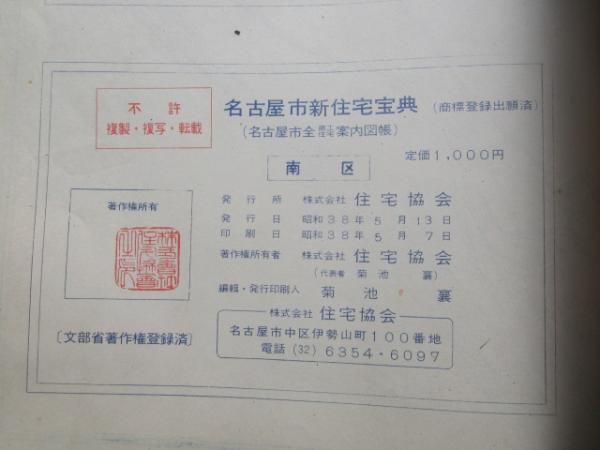 不許
複製・複写・転載
名古屋市新住宅宝典 (商標登録出願済)
(名古屋市全商工住宅案内図帳)
定価1,000円
南区
著作権所有
発行所 株式会社 住宅協会
発行日 昭和38年5月13日
印刷日 昭和38年5月7日
著作権所有者 株式会社 住宅協会
(代表者 菊池 裏)
編輯・発行印刷人 菊池 裏
〔文部省著作権登録済〕
株式会社 住宅協会
名古屋市中区伊勢山町100番地
電話 (32) 6354・6097